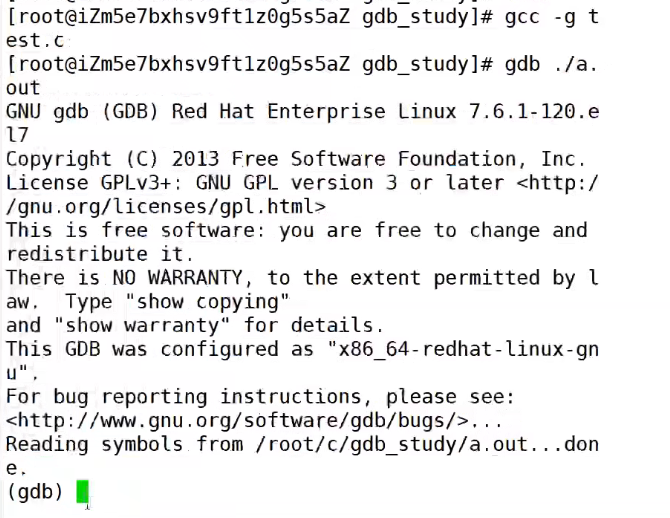 [root@iZm5e7bxhsv9ft1z0g5s5aZ gdb_study]# gcc -g t
est.c
[root@iZm5e7bxhsv9ft1z0g5s5aZ gdb_study]# gdb ./a.
out
GNU gdb (GDB) Red Hat Enterprise Linux 7.6.1-120.e
l7
Copyright (C) 2013 Free Software Foundation, Inc.
License GPLv3+: GNU GPL version 3 or later <http:/
/gnu.org/licenses/gpl.html>
This is free software: you are free to change and
redistribute it.
There is NO WARRANTY, to the extent permitted by l
aw.  Type "show copying"
and "show warranty" for details.
This GDB was configured as "x86_64-redhat-linux-gn
u".
For bug reporting instructions, please see:
<http://www.gnu.org/software/gdb/bugs/>...
Reading symbols from /root/c/gdb_study/a.out...don
e.
(gdb)